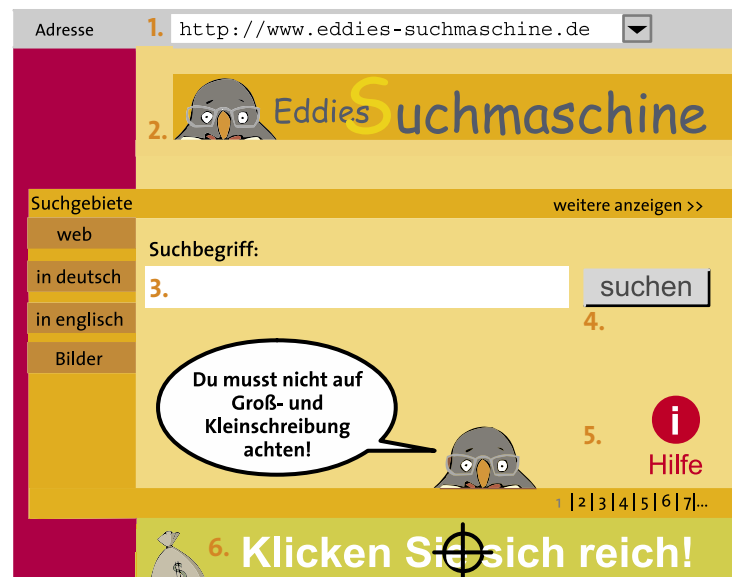 Adresse 1. http://www.eddies-suchmaschine.de
2. Eddies Suchmaschine
Suchgebiete weitere anzeigen >>
web
in deutsch
in englisch
Bilder
Suchbegriff:
3. suchen
4.
Du musst nicht auf
Groß- und
Kleinschreibung
achten!
5. i
Hilfe
1 |2|3|4|5|6|7|...
6. Klicken Sie sich reich!
$